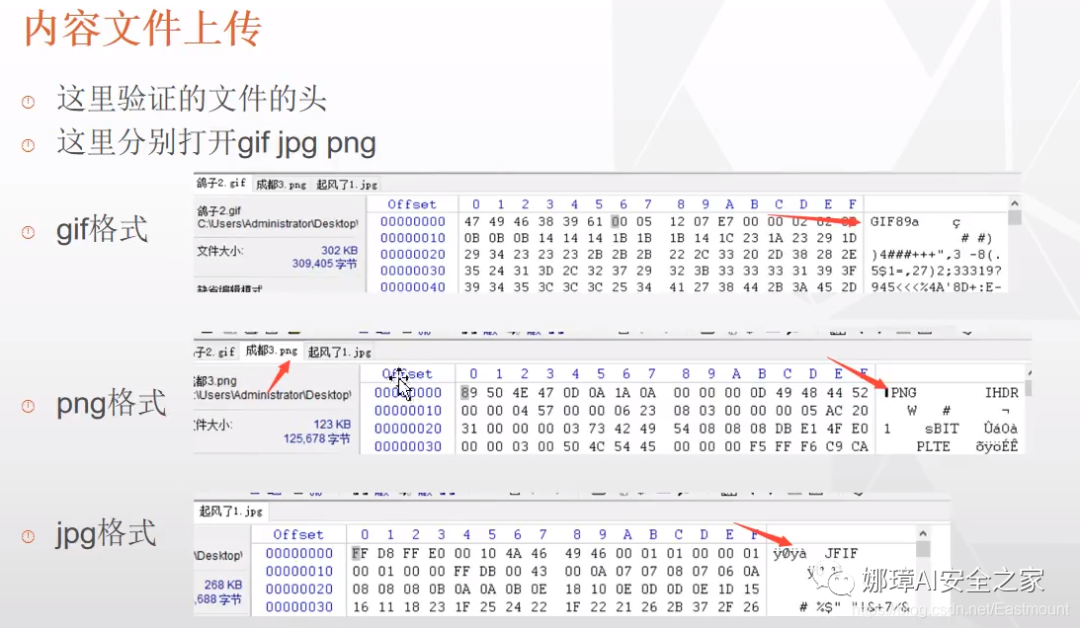 内容文件上传
这里验证的文件的头
这里分别打开gif jpg png
gif格式
鸽子2.gif 成都3.png 起风了1.jpg
鸽子2.gif
C:\Users\Administrator\Desktop\
文件大小: 302 KB
309,405 字节
缺省编辑模式
Offset 0 1 2 3 4 5 6 7 8 9 A B C D E F
00000000 47 49 46 38 39 61 00 05 12 07 E7 00 00 02 02 GIF89a ç
00000010 0B 0B 0B 14 14 14 1B 1B 1B 14 1C 23 1A 23 29 1D # #)
00000020 29 34 23 23 23 2B 2B 2B 22 2C 33 20 2D 38 28 2E )4###+++",3 -8(.
00000030 35 24 31 3D 2C 32 37 29 32 3B 33 33 33 31 39 3F 5$1=,27)2;33319?
00000040 39 34 35 3C 3C 3C 25 34 41 27 38 44 2B 3A 45 2D 945<<<%4A'8D+:E-
png格式
子2.gif 成都3.png 起风了1.jpg
都3.png
:\Users\Administrator\Desktop\
件大小: 123 KB
125,678 字节
Offset 0 1 2 3 4 5 6 7 8 9 A B C D E F
00000000 89 50 4E 47 0D 0A 1A 0A 00 00 00 0D 49 48 44 52 PNG IHDR
00000010 00 00 04 57 00 00 06 23 08 03 00 00 00 05 AC 20 W # ¬
00000020 31 00 00 00 03 73 42 49 54 08 08 08 DB E1 4F E0 1 sBIT ÛáOà
00000030 00 00 03 00 50 4C 54 45 00 00 00 F5 FF F6 C9 CA PLTE õÿöÉÊ
jpg格式
起风了1.jpg
\Desktop\
268 KB
,688 字节
Offset 0 1 2 3 4 5 6 7 8 9 A B C D E F
00000000 FF D8 FF E0 00 10 4A 46 49 46 00 01 01 00 00 01 ÿØÿà JFIF
00000010 00 01 00 00 FF DB 00 43 00 0A 07 07 08 07 06 0A
00000020 08 08 08 0B 0A 0A 0B 0E 18 10 0E 0D 0D 0E 1D 15
00000030 16 11 18 23 1F 25 24 22 1F 22 21 26 2B 37 2F 26 # %$" "!&+7/&
娜璋AI安全之家
https://blog.csdn.net/Eastmount